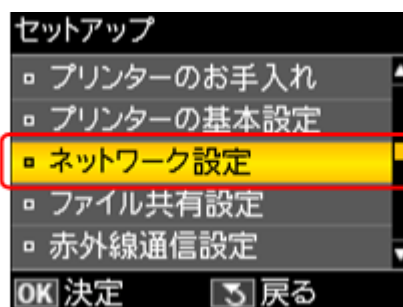 セットアップ
プリンターのお手入れ
プリンターの基本設定
ネットワーク設定
ファイル共有設定
赤外線通信設定
OK 決定 戻る